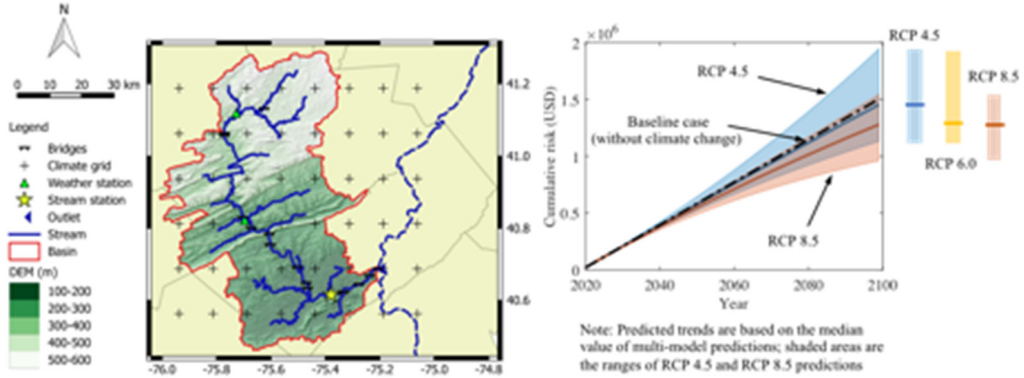 N
0 10 20 30 km
Legend
Bridges
Climate grid
Weather station
Stream station
Outlet
Stream
Basin
DEM (m)
100-200
200-300
300-400
400-500
500-600
41.2
41.0
40.8
40.6
-76.0 -75.8 -75.6 -75.4 -75.2 -75.0 -74.8
×10⁶
2
1.5
1
0.5
0
Cumulative risk (USD)
RCP 4.5
Baseline case
(without climate change)
RCP 8.5
2020 2040 2060 2080 2100
Year
RCP 4.5
RCP 8.5
RCP 6.0
Note: Predicted trends are based on the median
value of multi-model predictions; shaded areas are
the ranges of RCP 4.5 and RCP 8.5 predictions